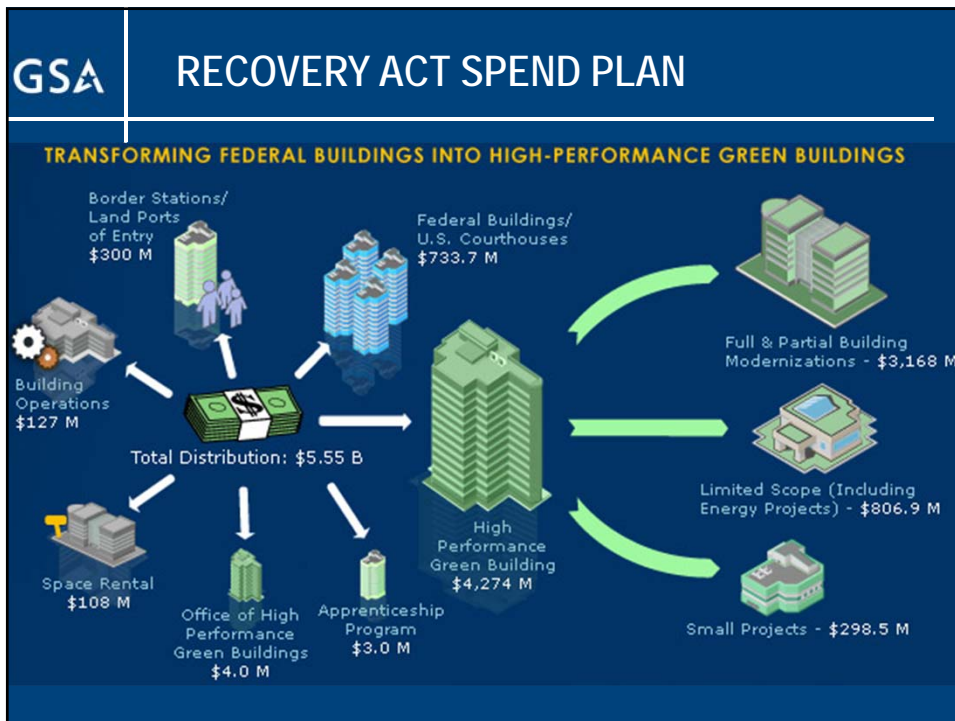 GSA
RECOVERY ACT SPEND PLAN
TRANSFORMING FEDERAL BUILDINGS INTO HIGH-PERFORMANCE GREEN BUILDINGS
Border Stations/
Land Ports
of Entry
$300 M
Federal Buildings/
U.S. Courthouses
$733.7 M
Building
Operations
$127 M
$
Total Distribution: $5.55 B
Space Rental
$108 M
Office of High
Performance
Green Buildings
$4.0 M
Apprenticeship
Program
$3.0 M
High
Performance
Green Building
$4,274 M
Full & Partial Building
Modernizations - $3,168 M
Limited Scope (Including
Energy Projects) - $806.9 M
Small Projects - $298.5 M